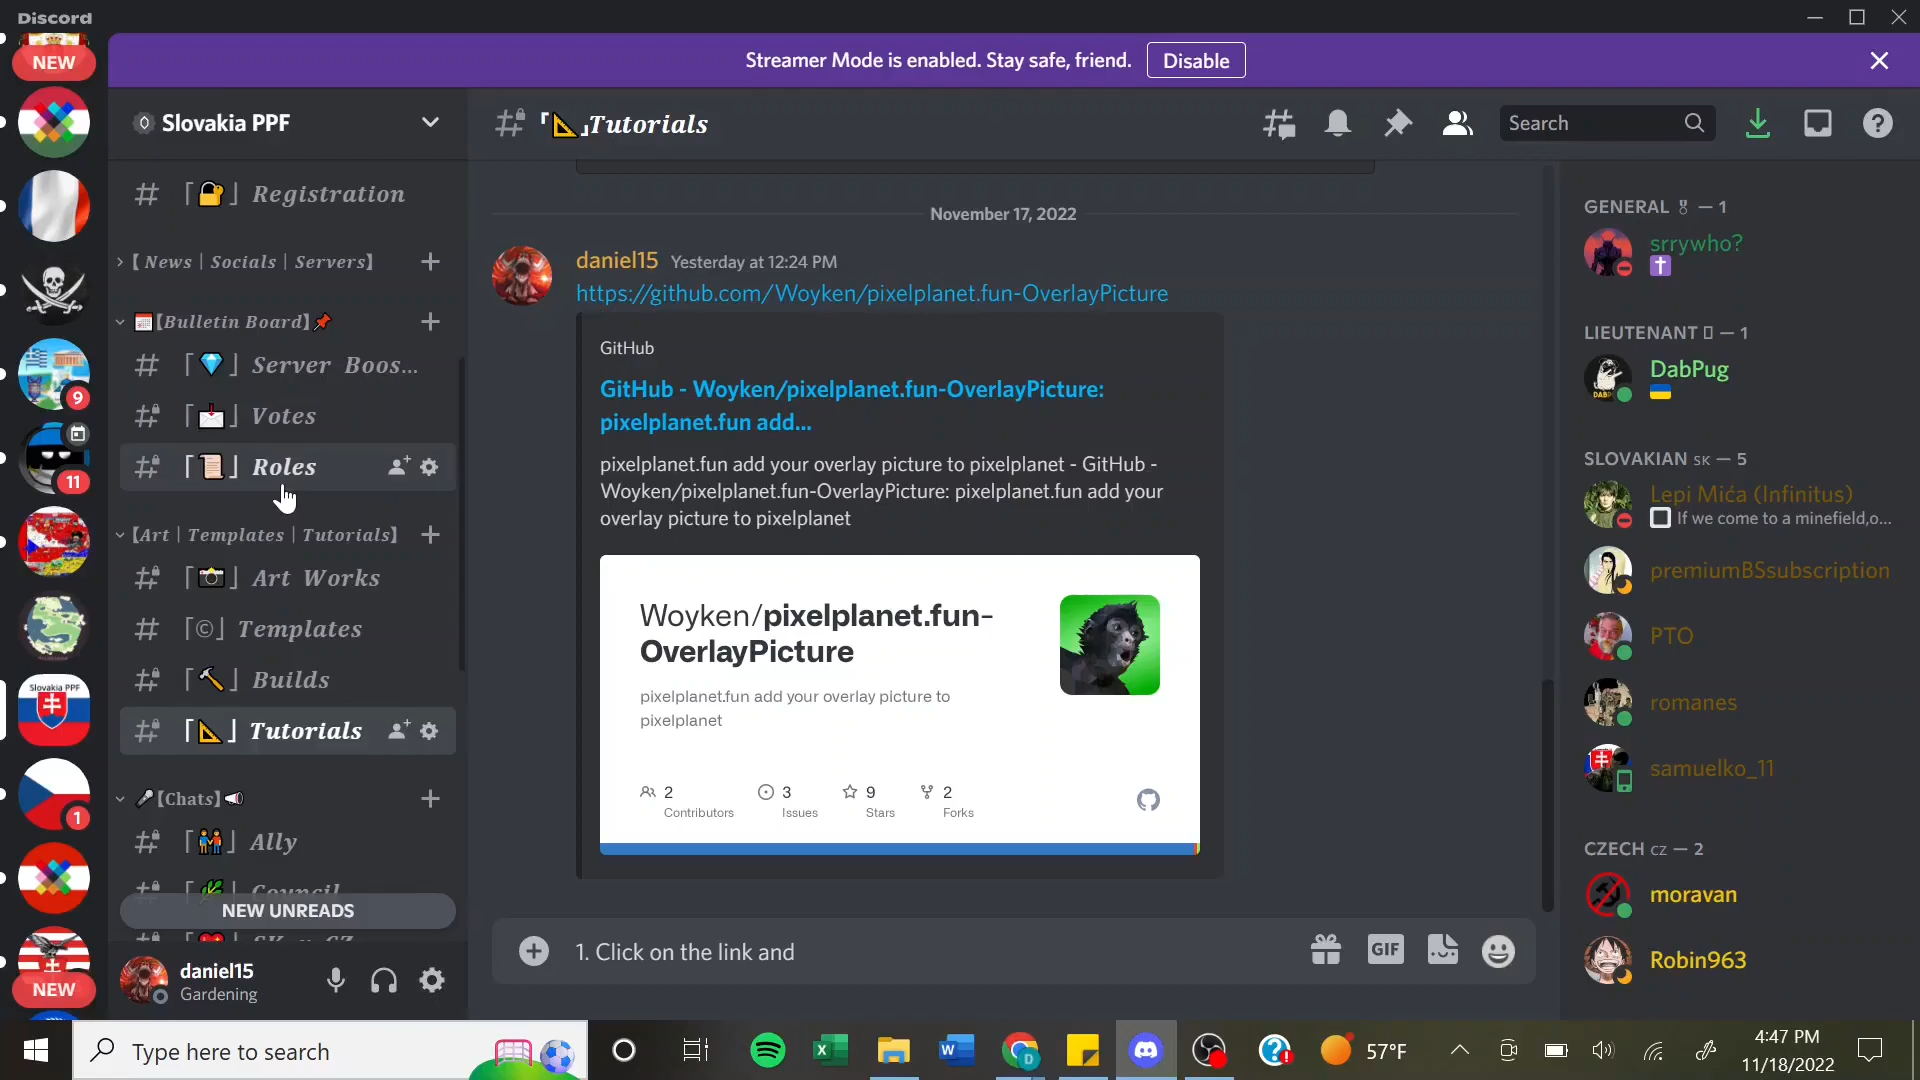 Discord
NEW
Streamer Mode is enabled. Stay safe, friend.
Disable
Slovakia PPF
「📐」Tutorials
Search
「🔐」 Registration
【 News | Socials | Servers】
🗓【Bulletin Board】📌
「💎」 Server Boos...
「📩」 Votes
「📜」 Roles
【Art | Templates | Tutorials】
「📸」 Art Works
「©」 Templates
「🔨」 Builds
「📐」 Tutorials
🎤【Chats】📢
「👬」 Ally
「🌿」 Council
NEW UNREADS
9
11
Slovakia PPF
1
NEW
daniel15
Gardening
November 17, 2022
daniel15 Yesterday at 12:24 PM
https://github.com/Woyken/pixelplanet.fun-OverlayPicture
GitHub
GitHub - Woyken/pixelplanet.fun-OverlayPicture:
pixelplanet.fun add...
pixelplanet.fun add your overlay picture to pixelplanet - GitHub -
Woyken/pixelplanet.fun-OverlayPicture: pixelplanet.fun add your
overlay picture to pixelplanet
Woyken/pixelplanet.fun-
OverlayPicture
pixelplanet.fun add your overlay picture to
pixelplanet
2 3 9 2
Contributors Issues Stars Forks
1. Click on the link and
GIF
GENERAL 🎖 — 1
srrywho?
LIEUTENANT — 1
DabPug
SLOVAKIAN SK — 5
Lepi Mića (Infinitus)
If we come to a minefield,o...
premiumBSsubscription
PTO
romanes
samuelko_11
CZECH CZ — 2
moravan
Robin963
Type here to search
57°F
4:47 PM
11/18/2022